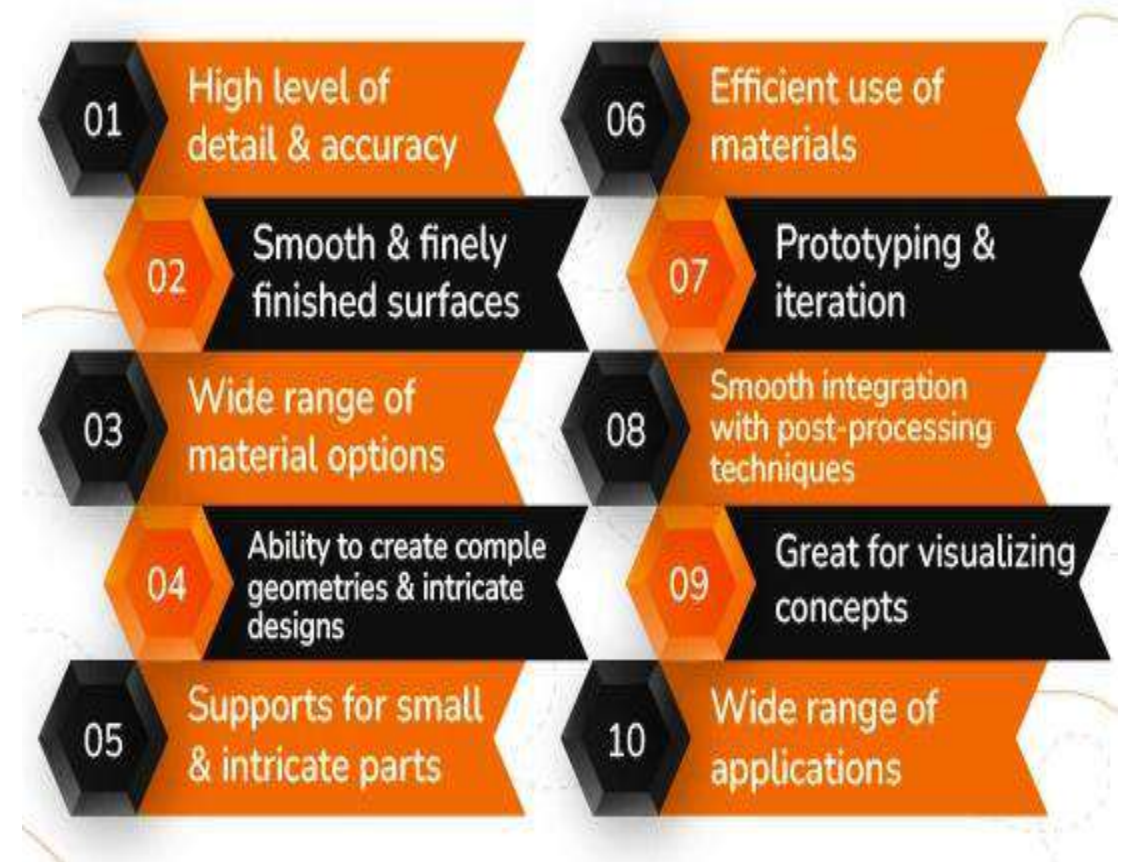 01
High level of
detail & accuracy
02
Smooth & finely
finished surfaces
03
Wide range of
material options
04
Ability to create comple
geometries & intricate
designs
05
Supports for small
& intricate parts
06
Efficient use of
materials
07
Prototyping &
iteration
08
Smooth integration
with post-processing
techniques
09
Great for visualizing
concepts
10
Wide range of
applications